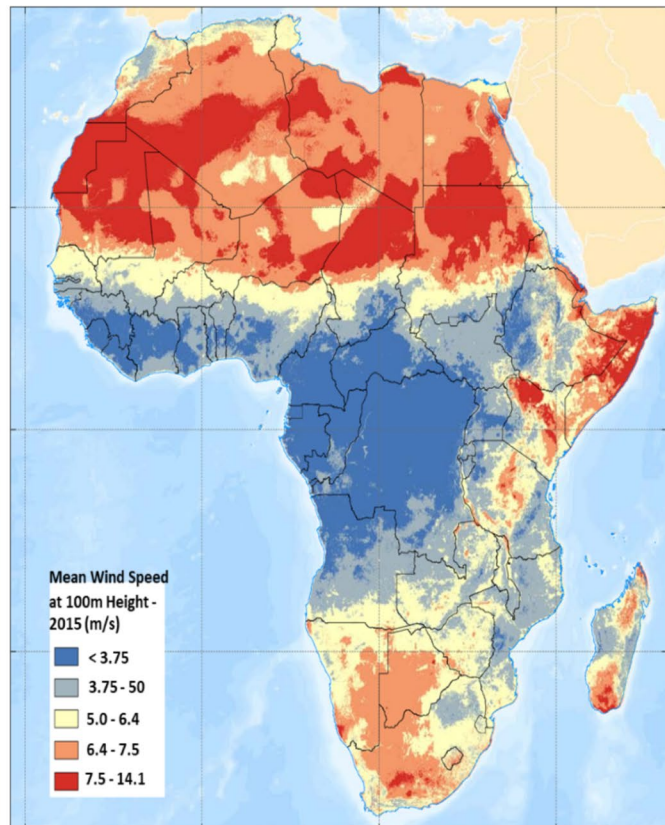 Mean Wind Speed
at 100m Height -
2015 (m/s)
< 3.75
3.75 - 50
5.0 - 6.4
6.4 - 7.5
7.5 - 14.1